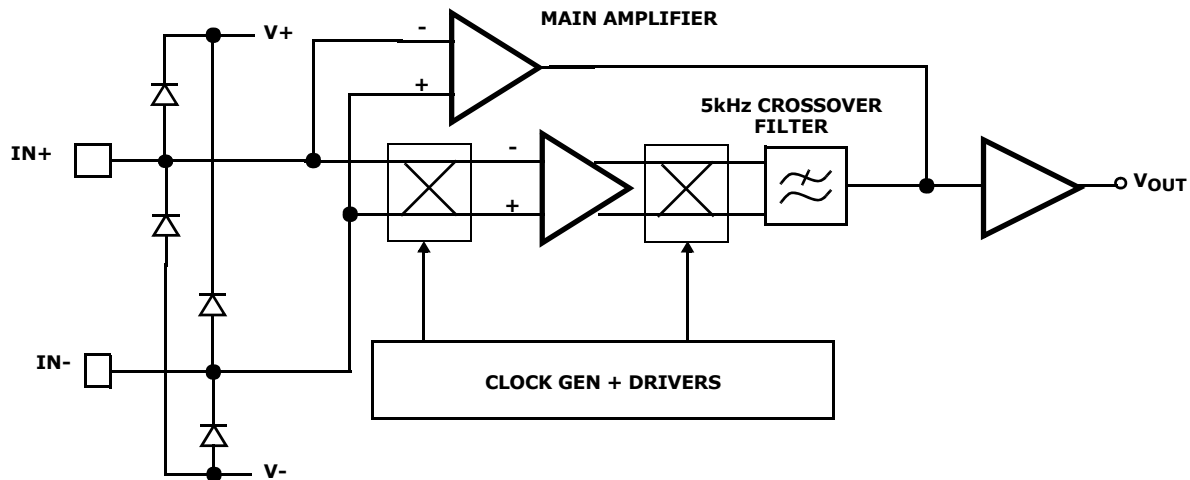 MAIN AMPLIFIER
V+
-
+
5kHz CROSSOVER
FILTER
IN+
-
+
VOUT
IN-
CLOCK GEN + DRIVERS
V-